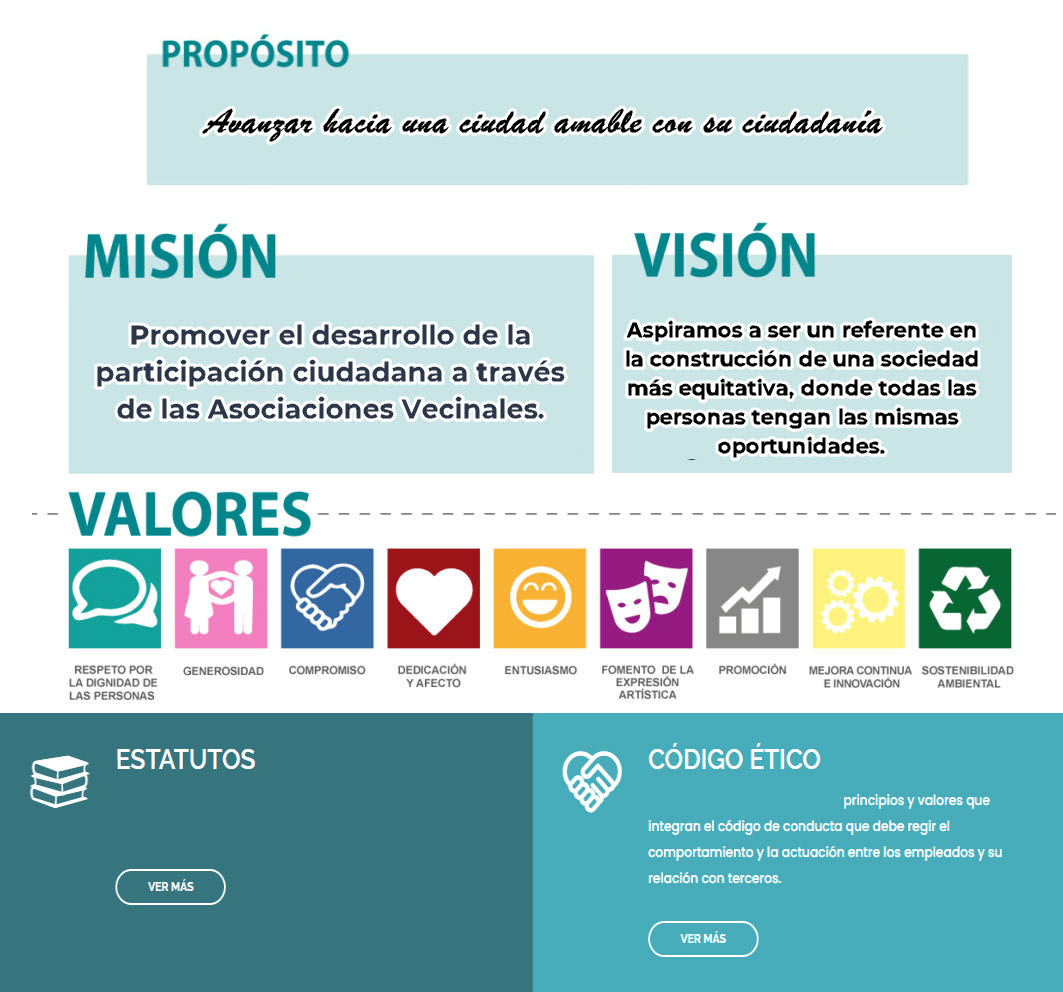 PROPÓSITO
Avanzar hacia una ciudad amable con su ciudadanía
MISIÓN
Promover el desarrollo de la
participación ciudadana a través
de las Asociaciones Vecinales.
VISIÓN
Aspiramos a ser un referente en
la construcción de una sociedad
más equitativa, donde todas las
personas tengan las mismas
oportunidades.
VALORES
RESPETO POR
LA DIGNIDAD DE
LAS PERSONAS
GENEROSIDAD
COMPROMISO
DEDICACIÓN
Y AFECTO
ENTUSIASMO
FOMENTO DE LA
EXPRESIÓN
ARTÍSTICA
PROMOCIÓN
MEJORA CONTINUA
E INNOVACIÓN
SOSTENIBILIDAD
AMBIENTAL
ESTATUTOS
VER MÁS
CÓDIGO ÉTICO
principios y valores que
integran el código de conducta que debe regir el
comportamiento y la actuación entre los empleados y su
relación con terceros.
VER MÁS